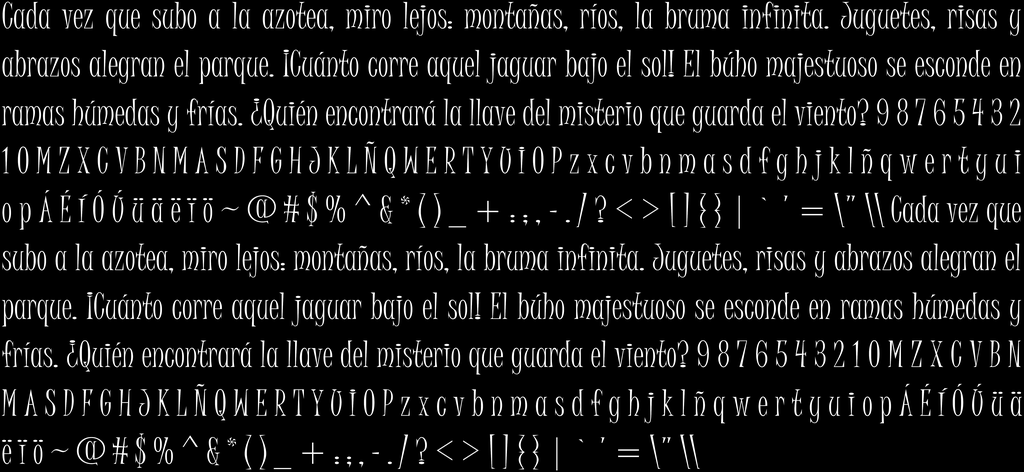 Cada vez que subo a la azotea, miro lejos: montañas, ríos, la bruma infinita. Juguetes, risas y
abrazos alegran el parque. ¡Cuánto corre aquel jaguar bajo el sol! El búho majestuoso se esconde en
ramas húmedas y frías. ¿Quién encontrará la llave del misterio que guarda el viento? 9 8 7 6 5 4 3 2
1 0 M Z X C V B N M A S D F G H J K L Ñ Q W E R T Y Ü Ï O P z x c v b n m a s d f g h j k l ñ q w e r t y u i
o p Á É Í Ó Ú ü ä ë ï ö ~ @ # $ % ^ & * ( ) _ + : ; , - . / ? < > [ ] { } | ` ' = \ " \\ Cada vez que
subo a la azotea, miro lejos: montañas, ríos, la bruma infinita. Juguetes, risas y abrazos alegran el
parque. ¡Cuánto corre aquel jaguar bajo el sol! El búho majestuoso se esconde en ramas húmedas y
frías. ¿Quién encontrará la llave del misterio que guarda el viento? 9 8 7 6 5 4 3 2 1 0 M Z X C V B N
M A S D F G H J K L Ñ Q W E R T Y Ü Ï O P z x c v b n m a s d f g h j k l ñ q w e r t y u i o p Á É Í Ó Ú ü ä
ë ï ö ~ @ # $ % ^ & * ( ) _ + : ; , - . / ? < > [ ] { } | ` ' = \ " \\